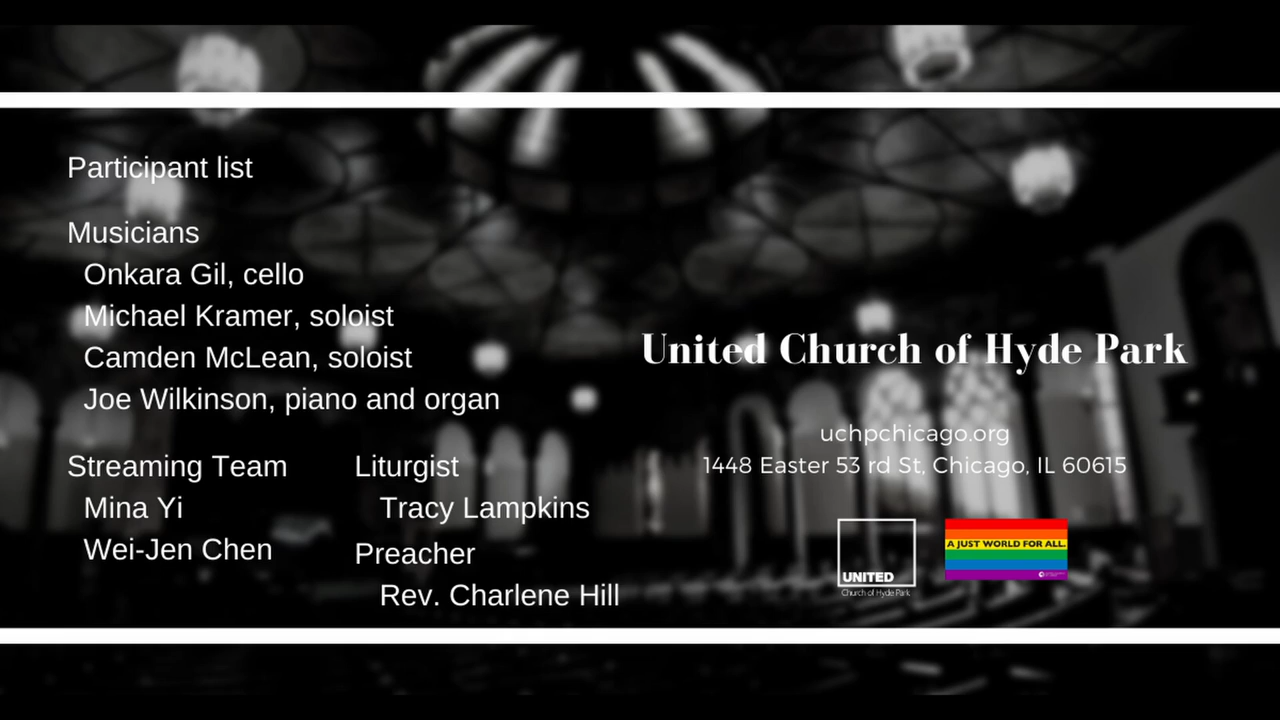 Participant list
Musicians
Onkara Gil, cello
Michael Kramer, soloist
Camden McLean, soloist
Joe Wilkinson, piano and organ
Streaming Team
Mina Yi
Wei-Jen Chen
Liturgist
Tracy Lampkins
Preacher
Rev. Charlene Hill
United Church of Hyde Park
uchpchicago.org
1448 Easter 53 rd St, Chicago, IL 60615
UNITED
Church of Hyde Park
A JUST WORLD FOR ALL.